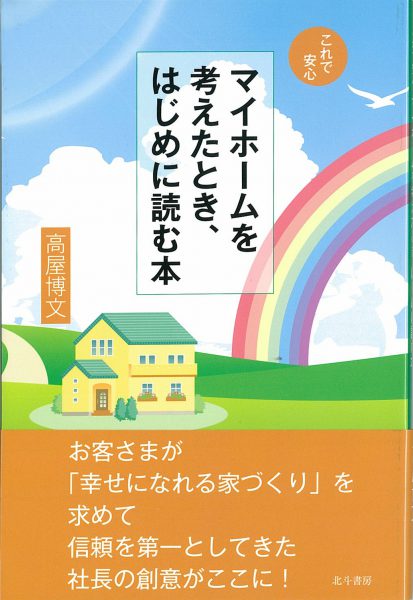 これで
安心
マイホームを
考えたとき、
はじめに読む本
高屋博文
お客さまが
「幸せになれる家づくり」を
求めて
信頼を第一としてきた
社長の創意がここに!
北斗書房